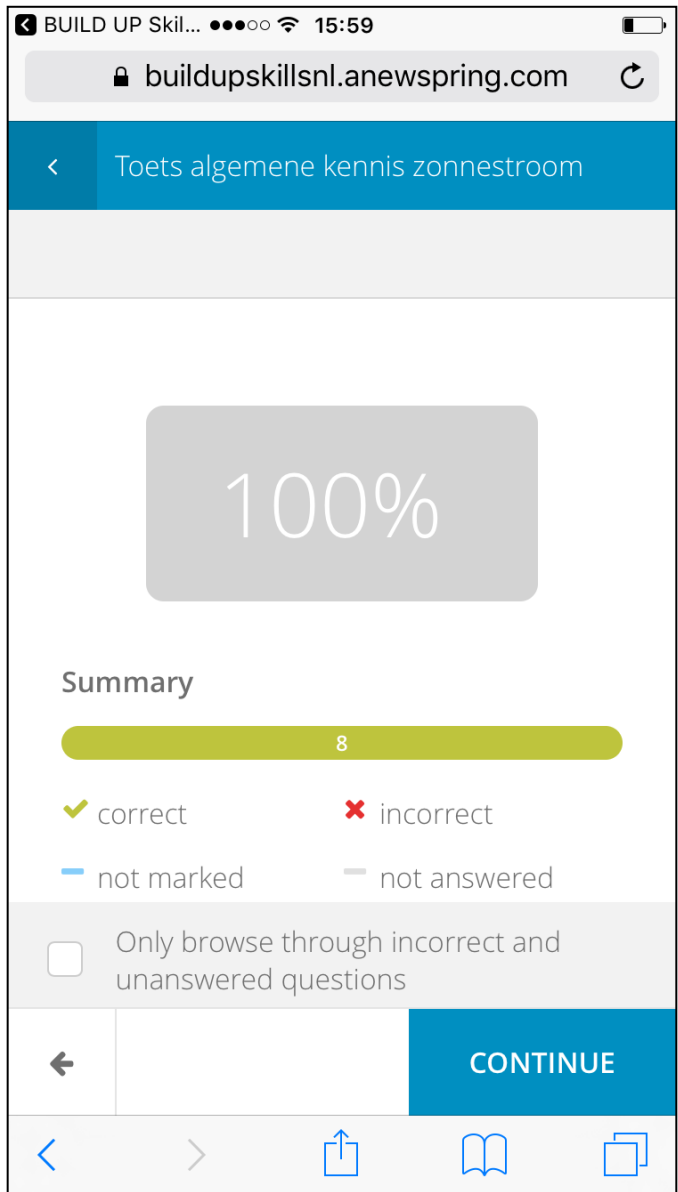 BUILD UP Skil... 15:59
buildupskillsnl.anewspring.com
Toets algemene kennis zonnestroom
100%
Summary
8
correct incorrect
not marked not answered
Only browse through incorrect and
unanswered questions
CONTINUE